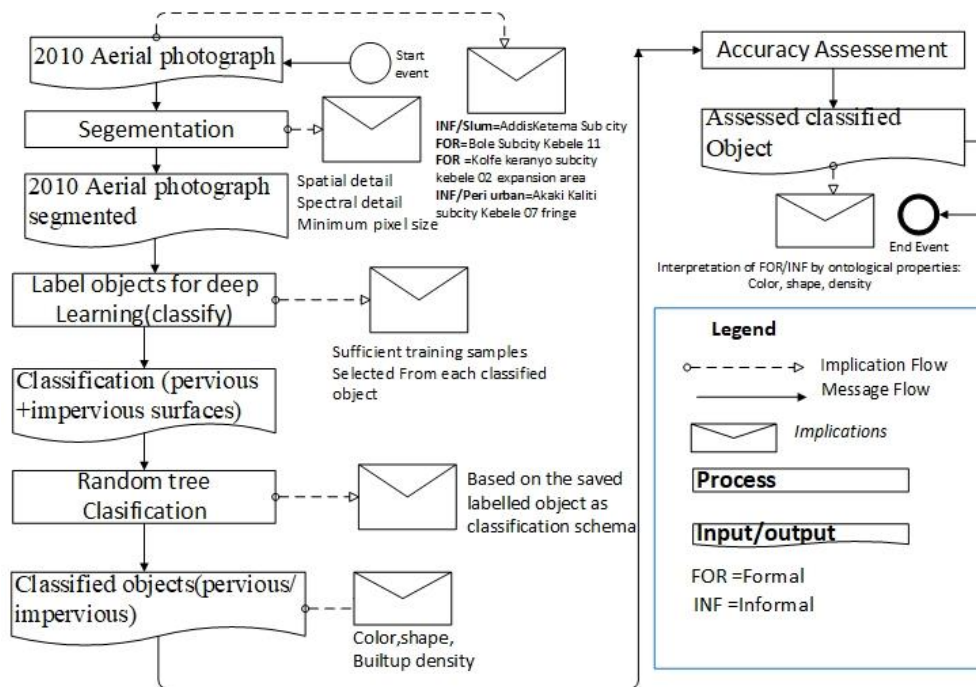 2010 Aerial photograph
Start
event
INF/Slum=AddisKetema Sub city
FOR=Bole Subcity Kebele 11
FOR =Kolfe keranyo subcity
kebele 02 expansion area
INF/Peri urban=Akaki Kaliti
subcity Kebele 07 fringe
Segementation
Spatial detail
Spectral detail
Minimum pixel size
2010 Aerial photograph
segmented
Label objects for deep
Learning(classify)
Sufficient training samples
Selected From each classified
object
Classification (pervious
+impervious surfaces)
Random tree
Clasification
Based on the saved
labelled object as
classification schema
Classified objects(pervious/
impervious)
Color,shape,
Builtup density
Accuracy Assessement
Assessed classified
Object
End Event
Interpretation of FOR/INF by ontological properties:
Color, shape, density
Legend
Implication Flow
Message Flow
Implications
Process
Input/output
FOR =Formal
INF =Informal